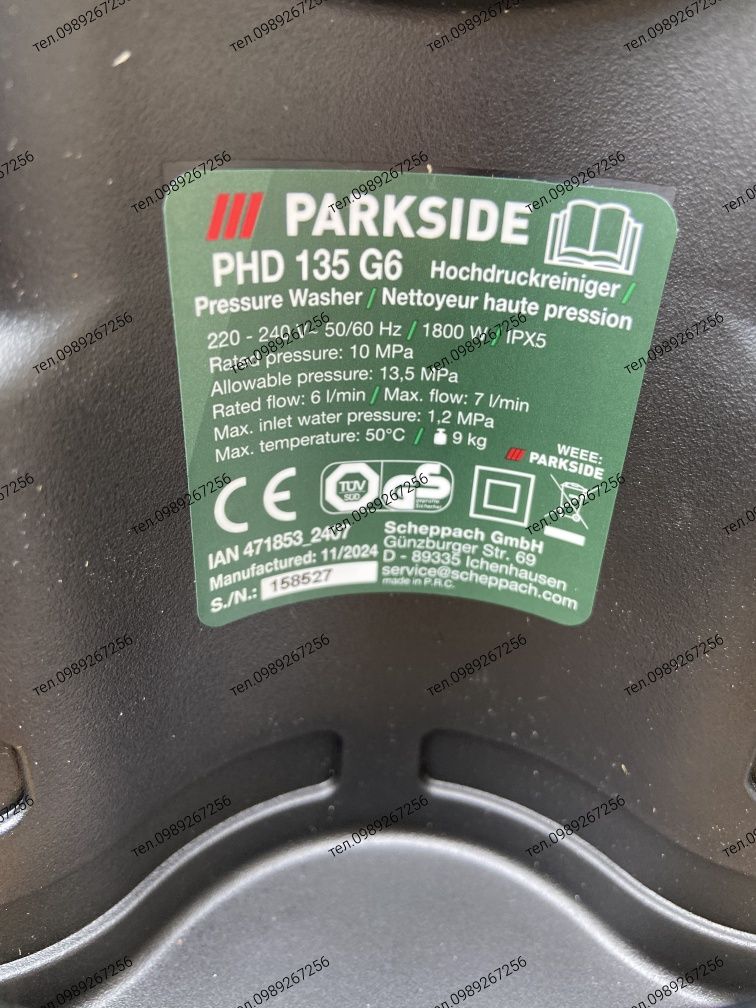 PARKSIDE
PHD 135 G6 Hochdruckreiniger /
Pressure Washer / Nettoyeur haute pression
220 - 240 V~ 50/60 Hz / 1800 W / IPX5
Rated pressure: 10 MPa
Allowable pressure: 13,5 MPa
Rated flow: 6 l/min / Max. flow: 7 l/min
Max. inlet water pressure: 1,2 MPa
Max. temperature: 50°C / 9 kg
WEEE:
PARKSIDE
CE
TÜV
SÜD
GS
geprüfte
Sicherheit
IAN 471853_2407
Manufactured: 11/2024
S./N.: 158527
Scheppach GmbH
Günzburger Str. 69
D - 89335 Ichenhausen
service@scheppach.com
made in P.R.C.
тел.0989267256